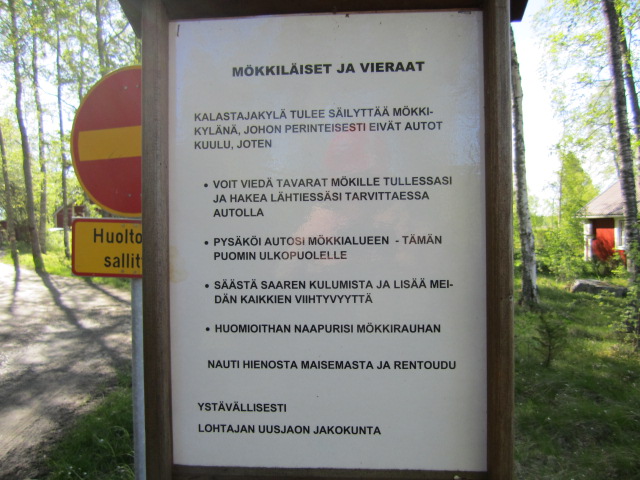 MÖKKILÄISET JA VIERAAT
KALASTAJAKYLÄ TULEE SÄILYTTÄÄ MÖKKI-
KYLÄNÄ, JOHON PERINTEISESTI EIVÄT AUTOT
KUULU, JOTEN
• VOIT VIEDÄ TAVARAT MÖKILLE TULLESSASI
JA HAKEA LÄHTIESSÄSI TARVITTAESSA
AUTOLLA
• PYSÄKÖI AUTOSI MÖKKIALUEEN - TÄMÄN
PUOMIN ULKOPUOLELLE
• SÄÄSTÄ SAAREN KULUMISTA JA LISÄÄ MEI-
DÄN KAIKKIEN VIIHTYVYYTTÄ
• HUOMIOITHAN NAAPURISI MÖKKIRAUHAN
NAUTI HIENOSTA MAISEMASTA JA RENTOUDU
YSTÄVÄLLISESTI
LOHTAJAN UUSJAON JAKOKUNTA
Huolto
sallit